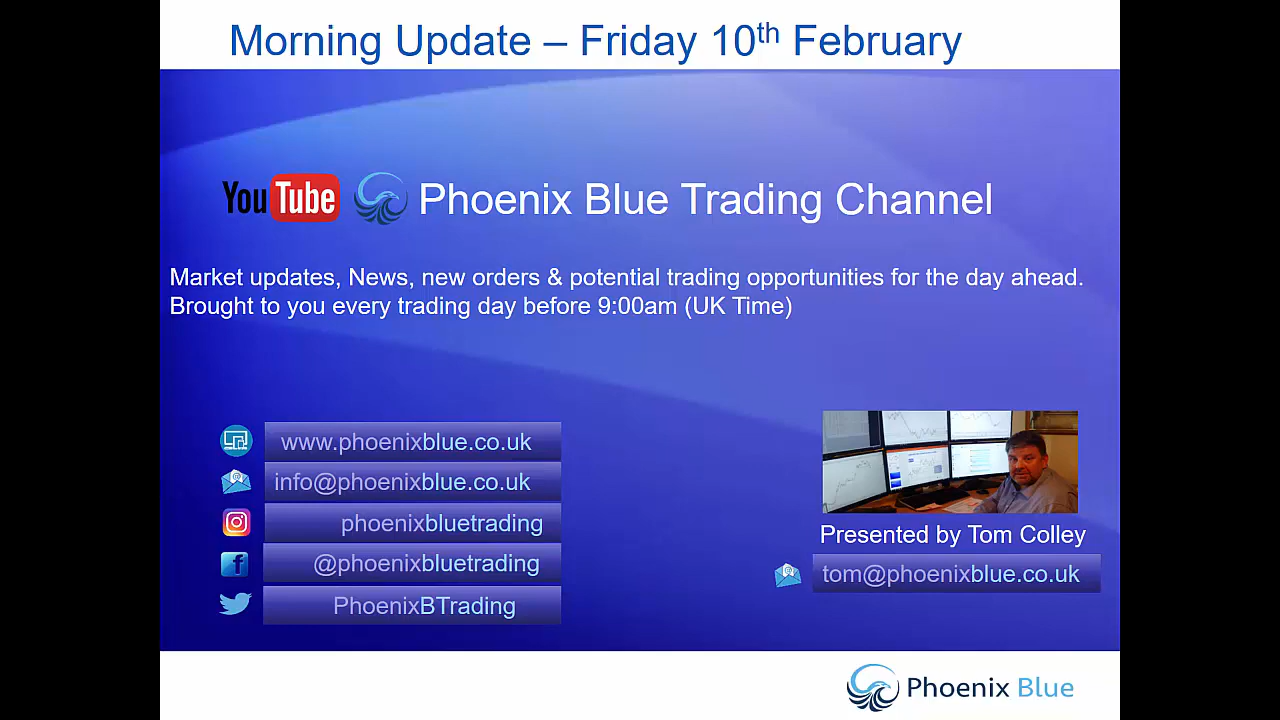 Morning Update – Friday 10th February
YouTube Phoenix Blue Trading Channel
Market updates, News, new orders & potential trading opportunities for the day ahead.
Brought to you every trading day before 9:00am (UK Time)
www.phoenixblue.co.uk
info@phoenixblue.co.uk
phoenixbluetrading
@phoenixbluetrading
PhoenixBTrading
Presented by Tom Colley
tom@phoenixblue.co.uk
Phoenix Blue